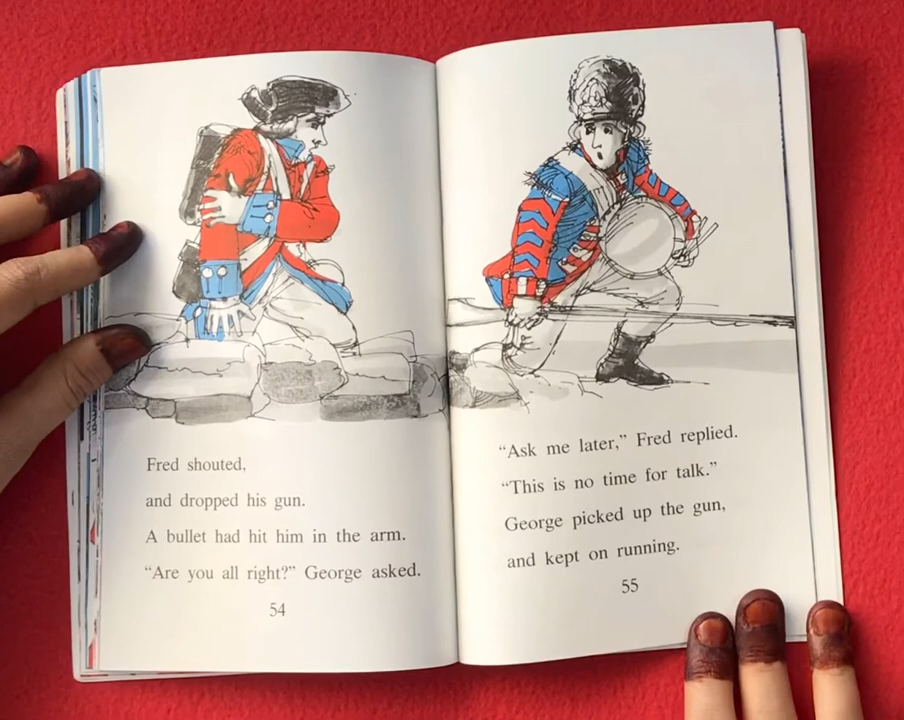 Fred shouted,
and dropped his gun.
A bullet had hit him in the arm.
“Are you all right?” George asked.
54
“Ask me later,” Fred replied.
“This is no time for talk.”
George picked up the gun,
and kept on running.
55